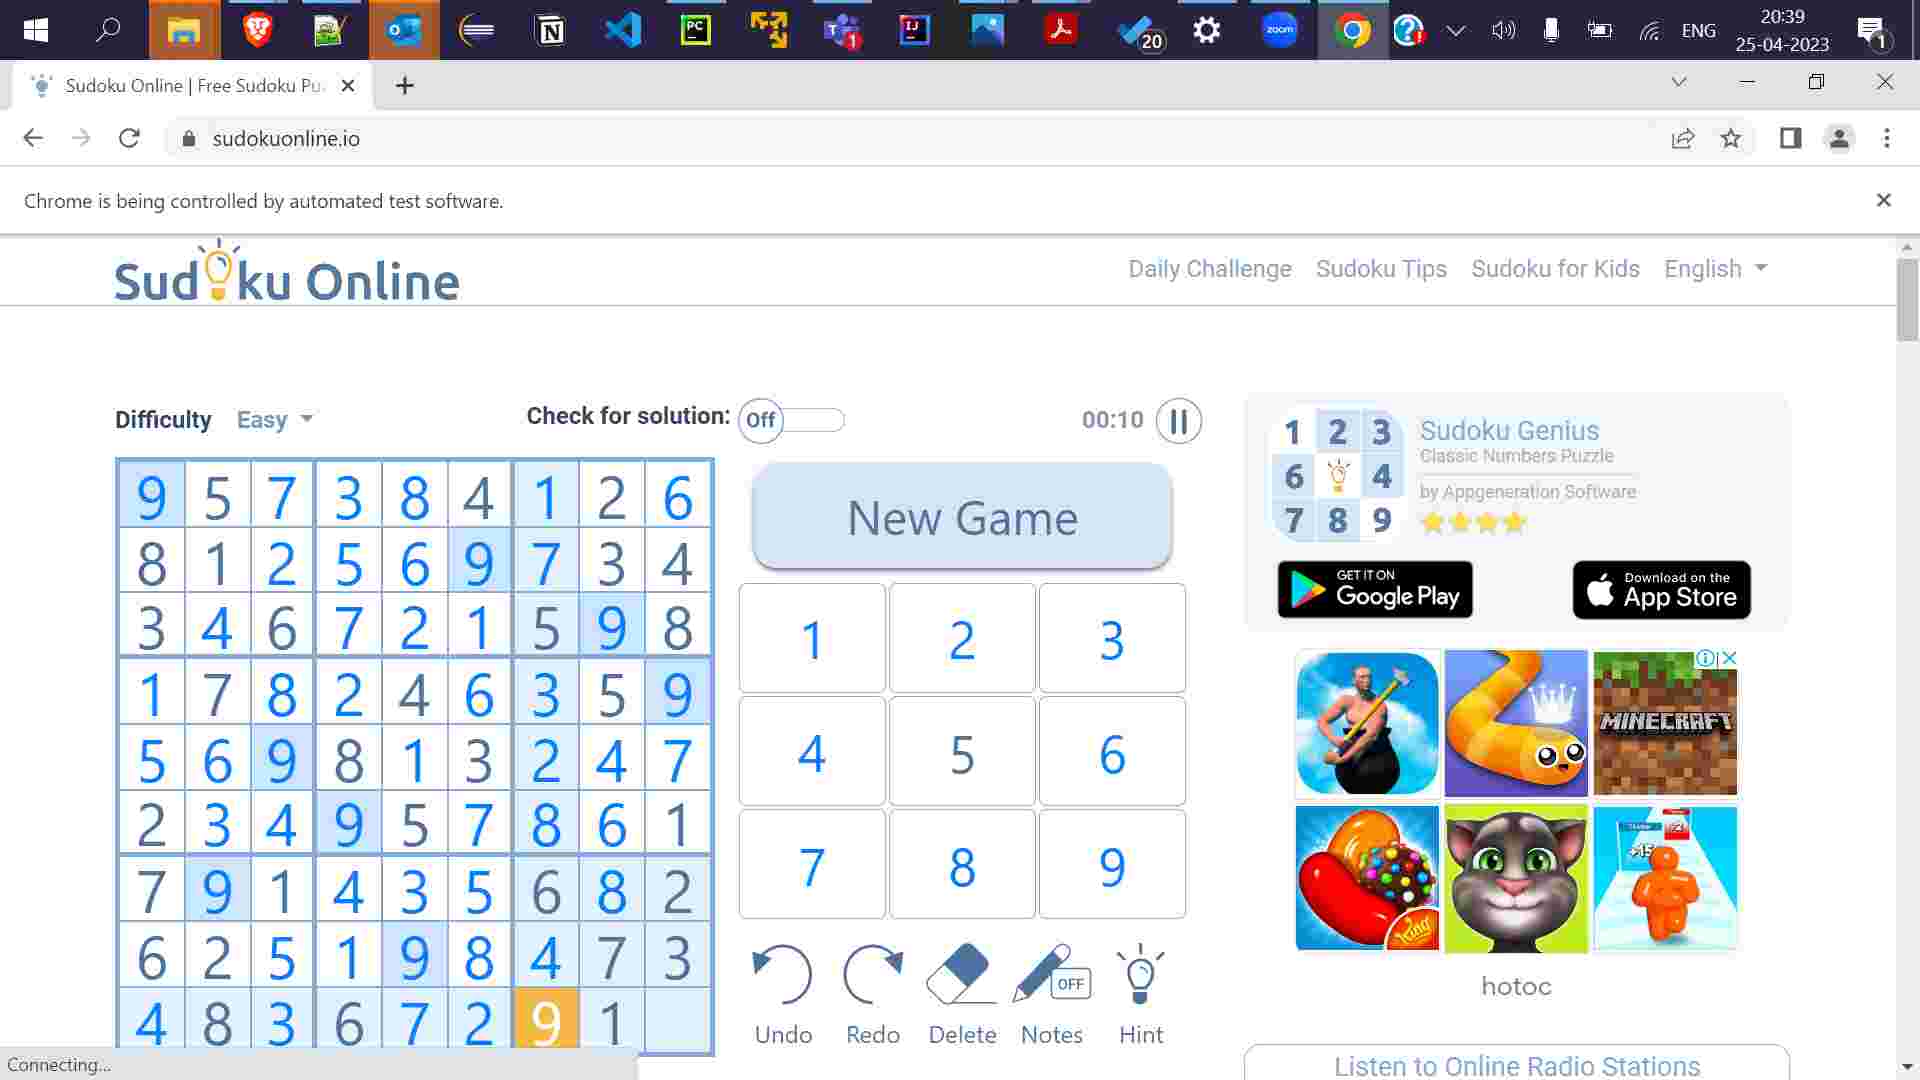 PC
1
IJ
20
zoom
ENG
20:39
25-04-2023
1
Sudoku Online | Free Sudoku Pu
sudokuonline.io
Chrome is being controlled by automated test software.
Sudoku Online
Daily Challenge Sudoku Tips Sudoku for Kids English
Difficulty Easy Check for solution: Off 00:10
9 5 7 3 8 4 1 2 6
8 1 2 5 6 9 7 3 4
3 4 6 7 2 1 5 9 8
1 7 8 2 4 6 3 5 9
5 6 9 8 1 3 2 4 7
2 3 4 9 5 7 8 6 1
7 9 1 4 3 5 6 8 2
6 2 5 1 9 8 4 7 3
4 8 3 6 7 2 9 1
New Game
1 2 3
4 5 6
7 8 9
OFF
Undo Redo Delete Notes Hint
1 2 3
6 4
7 8 9
Sudoku Genius
Classic Numbers Puzzle
by Appgeneration Software
GET IT ON
Google Play
Download on the
App Store
MINECRAFT
King
hotoc
Listen to Online Radio Stations
Connecting...